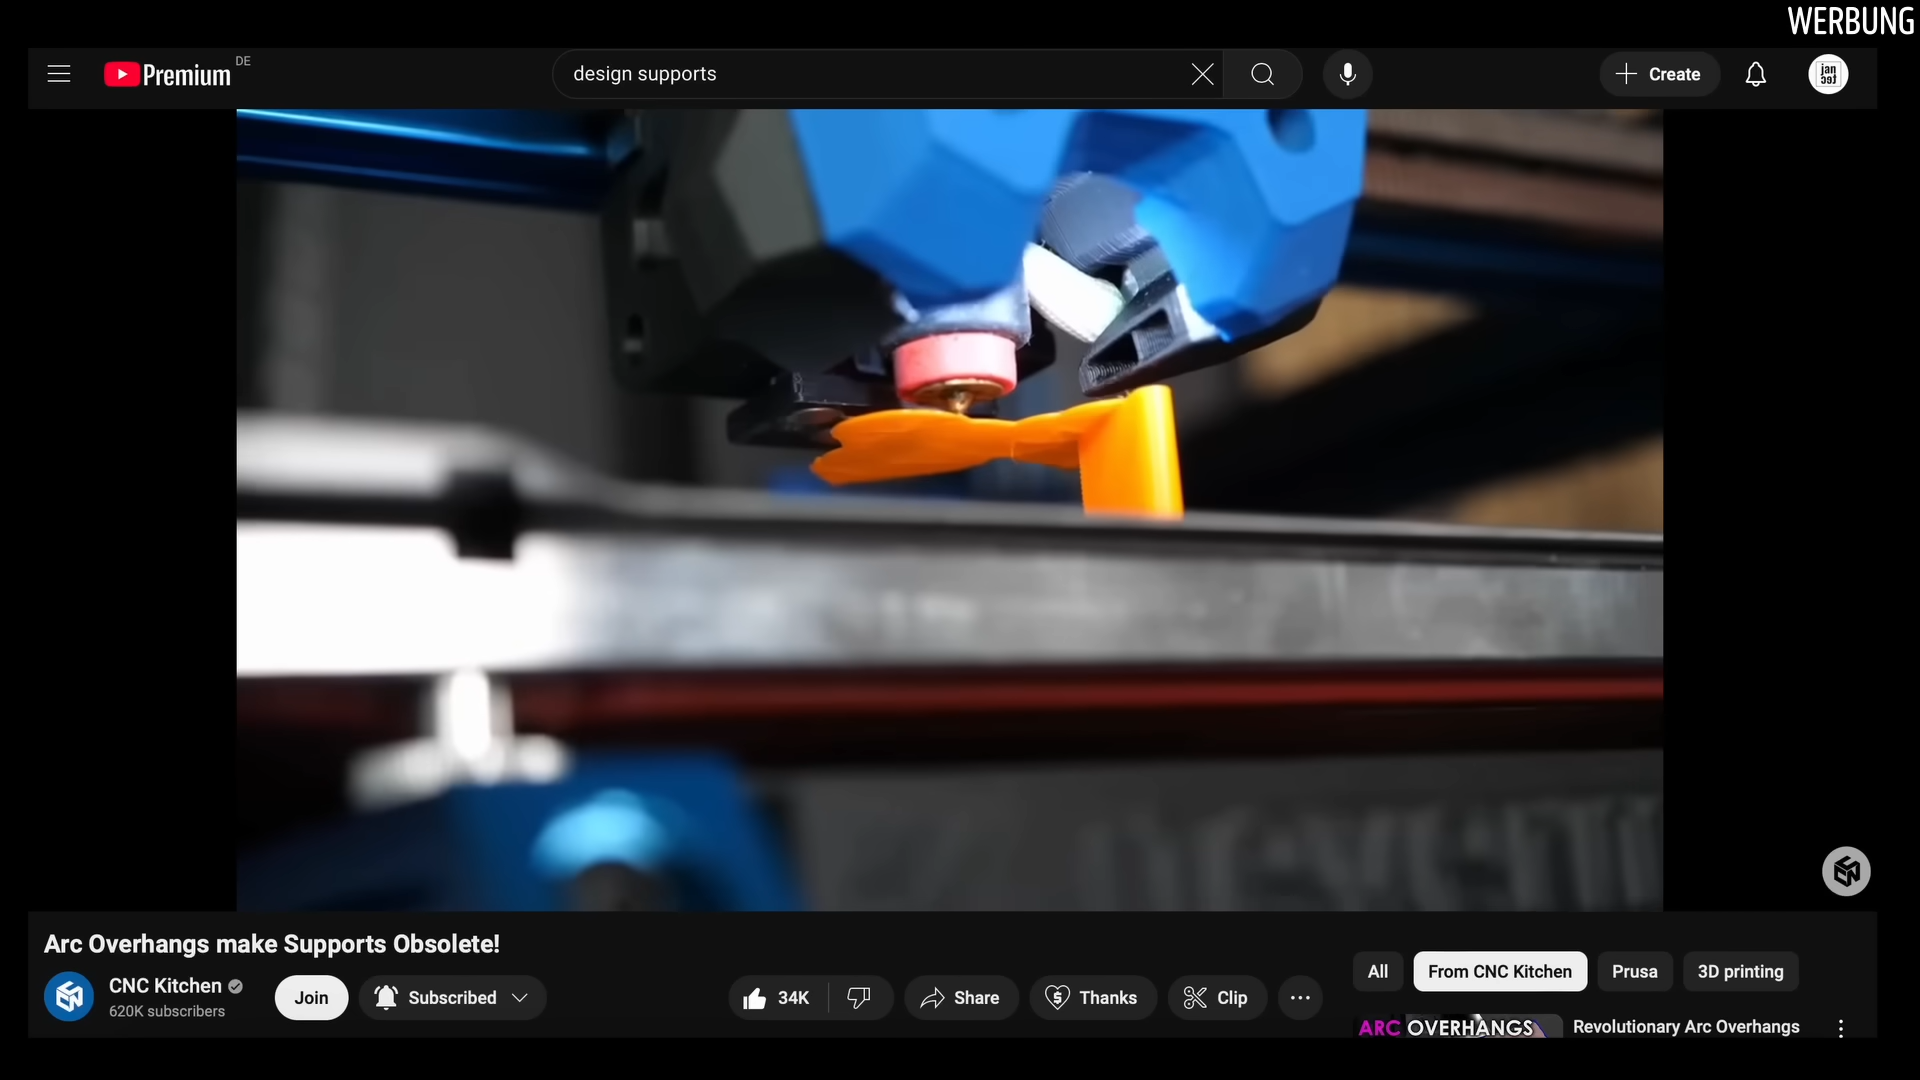 WERBUNG
Premium DE
design supports
Create
jan
Arc Overhangs make Supports Obsolete!
CNC Kitchen
620K subscribers
Join
Subscribed
34K
Share
Thanks
Clip
All
From CNC Kitchen
Prusa
3D printing
ARC OVERHANGS
Revolutionary Arc Overhangs